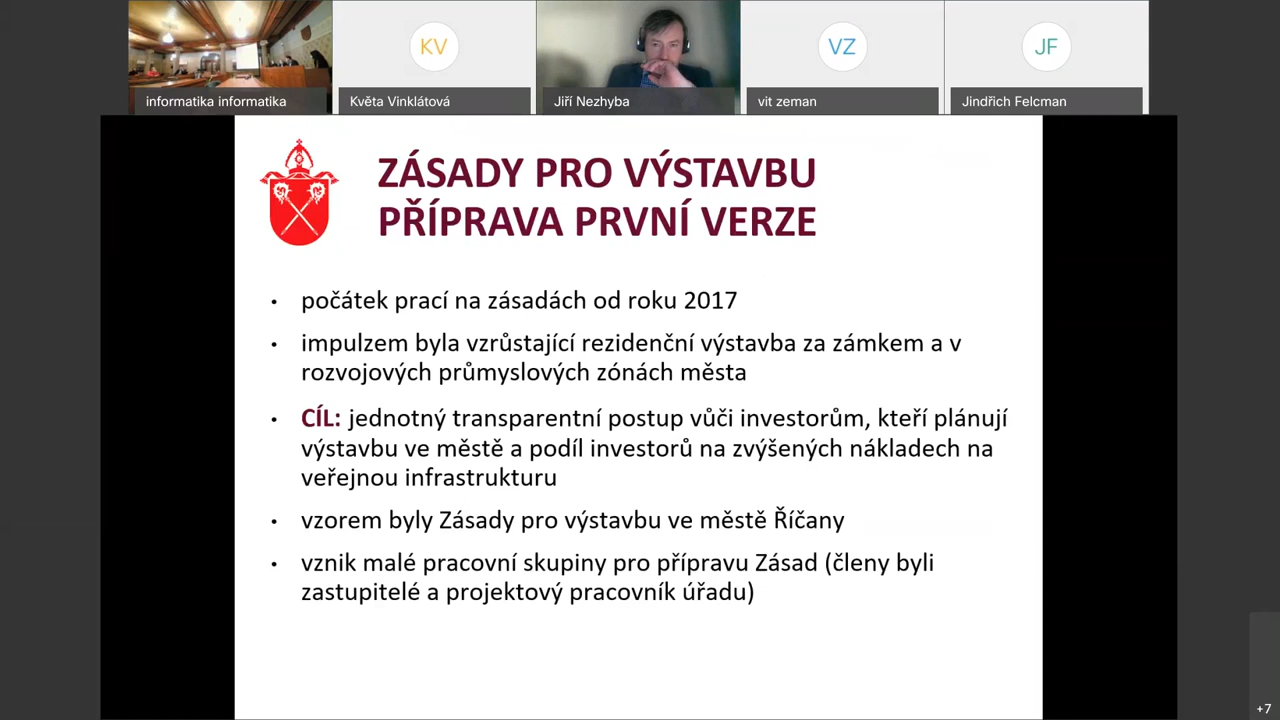 informatika informatika
KV
Květa Vinklátová
Jiří Nezhyba
VZ
vit zeman
JF
Jindřich Felcman
ZÁSADY PRO VÝSTAVBU
PŘÍPRAVA PRVNÍ VERZE
• počátek prací na zásadách od roku 2017
• impulzem byla vzrůstající rezidenční výstavba za zámkem a v
rozvojových průmyslových zónách města
• CÍL: jednotný transparentní postup vůči investorům, kteří plánují
výstavbu ve městě a podíl investorů na zvýšených nákladech na
veřejnou infrastrukturu
• vzorem byly Zásady pro výstavbu ve městě Říčany
• vznik malé pracovní skupiny pro přípravu Zásad (členy byli
zastupitelé a projektový pracovník úřadu)
+7